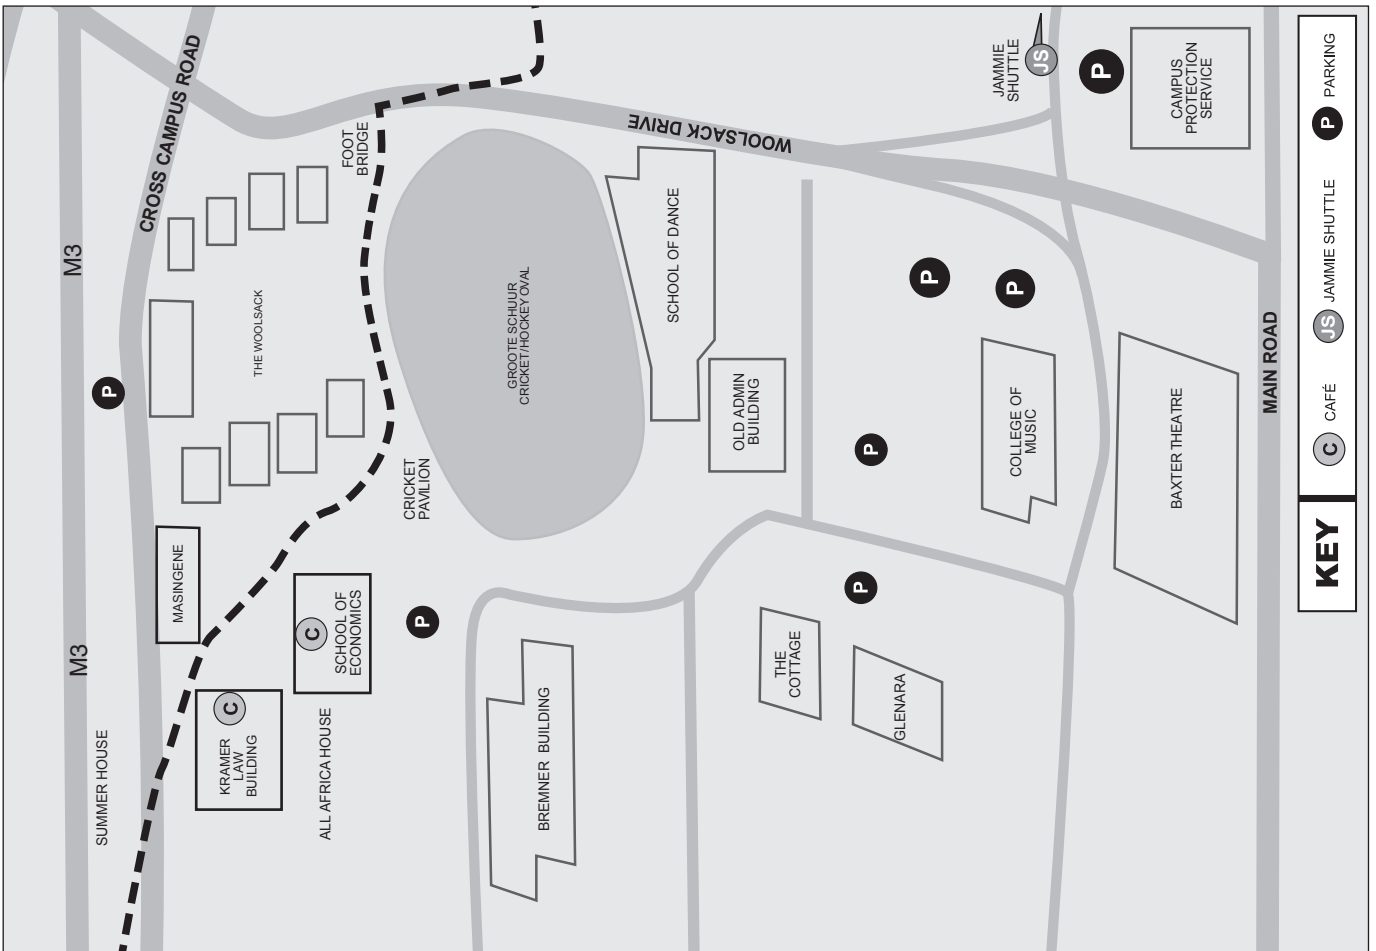 M3
M3
CROSS CAMPUS ROAD
SUMMER HOUSE
P
MASINGENE
KRAMER
LAW
BUILDING
C
C
SCHOOL OF
ECONOMICS
ALL AFRICA HOUSE
THE WOOLSACK
FOOT
BRIDGE
P
CRICKET
PAVILION
GROOTE SCHUUR
CRICKET/HOCKEY OVAL
BREMNER BUILDING
WOOLSACK DRIVE
SCHOOL OF DANCE
OLD ADMIN
BUILDING
THE
COTTAGE
GLENARA
P
P
P
P
COLLEGE OF
MUSIC
JAMMIE
SHUTTLE
JS
P
CAMPUS
PROTECTION
SERVICE
BAXTER THEATRE
MAIN ROAD
KEY
C CAFÉ
JS JAMMIE SHUTTLE
P PARKING